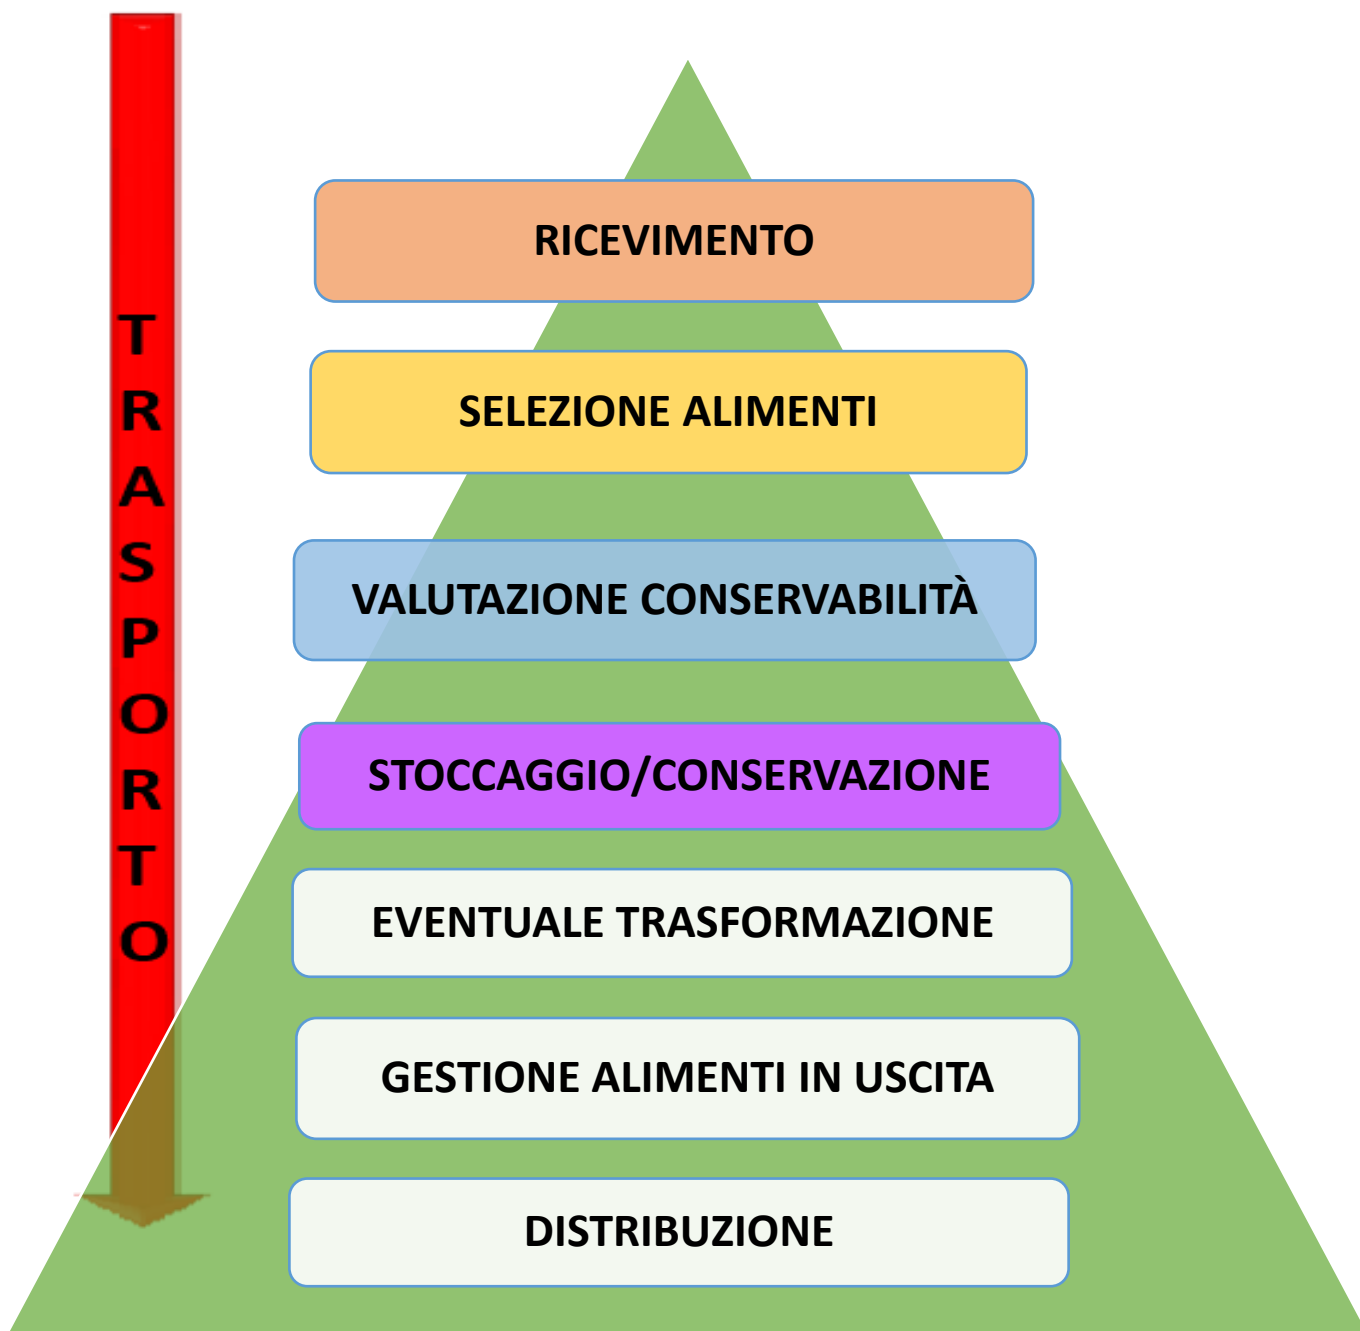 TRASPORTO
RICEVIMENTO
SELEZIONE ALIMENTI
VALUTAZIONE CONSERVABILITÀ
STOCCAGGIO/CONSERVAZIONE
EVENTUALE TRASFORMAZIONE
GESTIONE ALIMENTI IN USCITA
DISTRIBUZIONE